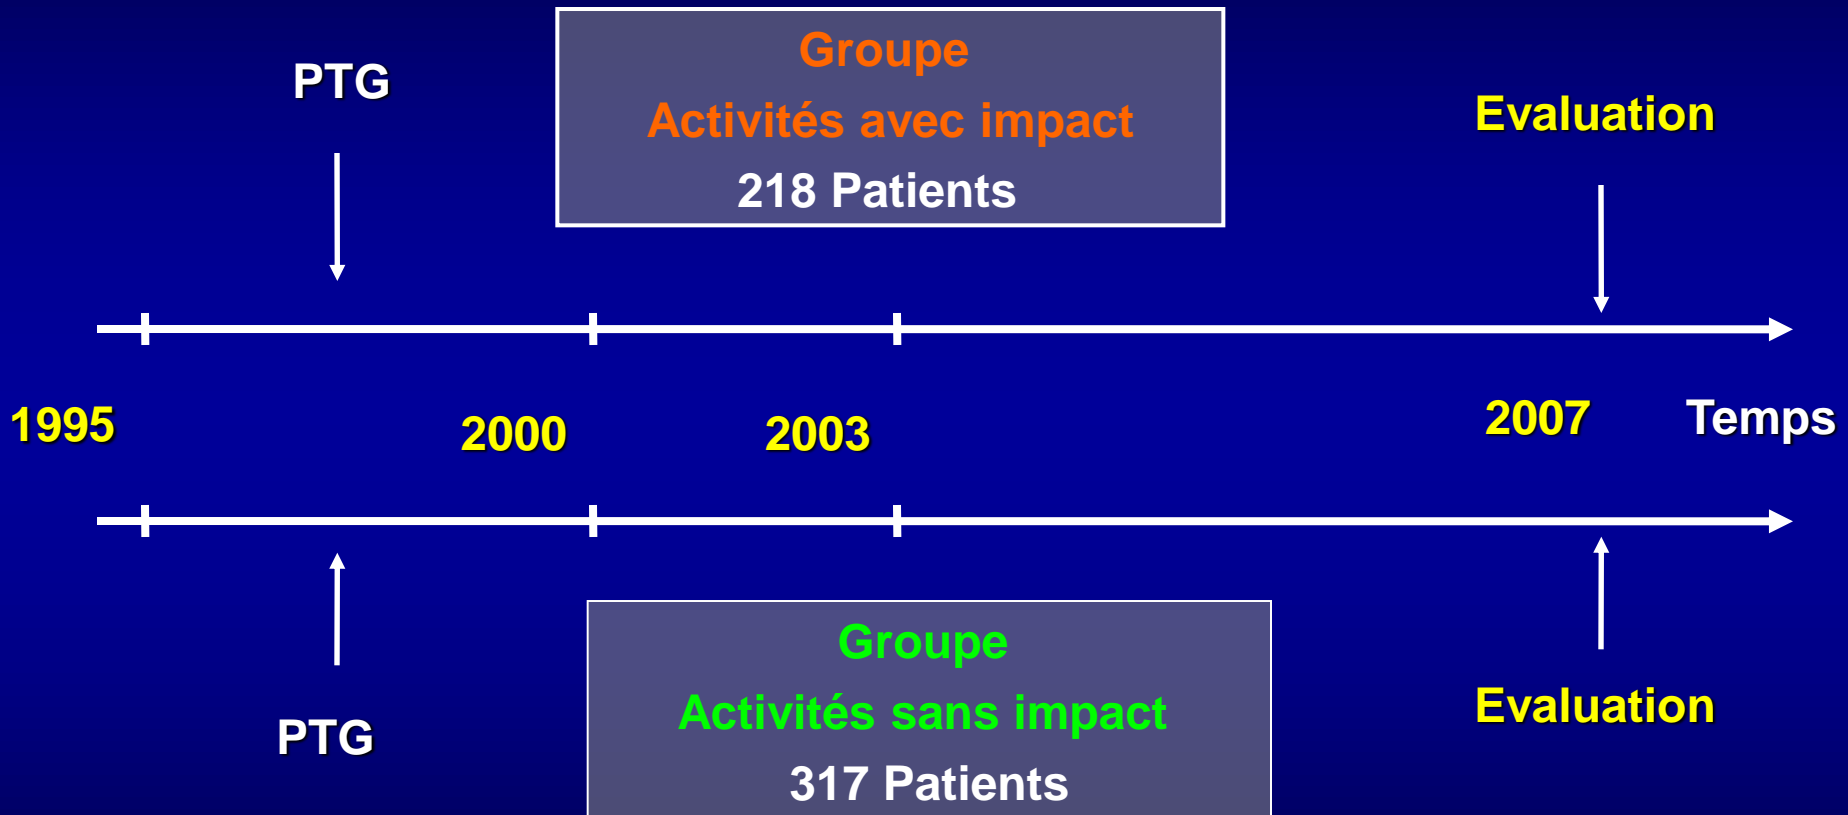 PTG
Groupe
Activités avec impact
218 Patients
Evaluation
1995
2000
2003
2007
Temps
PTG
Groupe
Activités sans impact
317 Patients
Evaluation